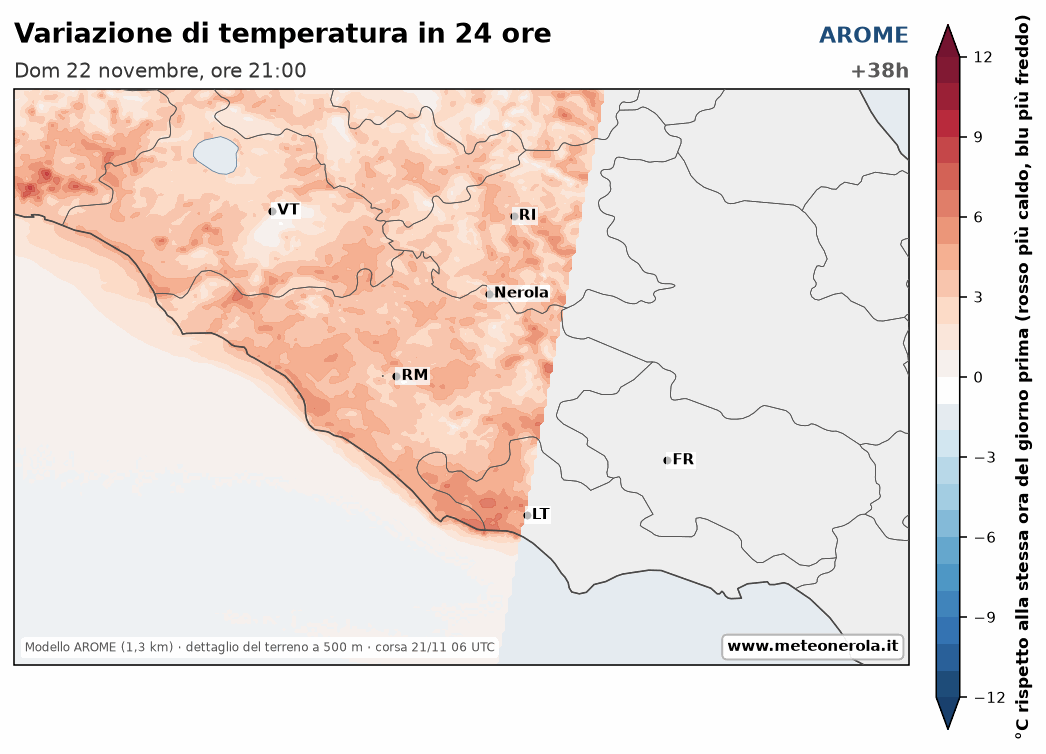 Variazione di temperatura in 24 ore
AROME
Dom 22 novembre, ore 21:00
+38h
VT
RI
Nerola
RM
FR
LT
Modello AROME (1,3 km) · dettaglio del terreno a 500 m · corsa 21/11 06 UTC
www.meteonerola.it
12
9
6
3
0
−3
−6
−9
−12
°C rispetto alla stessa ora del giorno prima (rosso più caldo, blu più freddo)